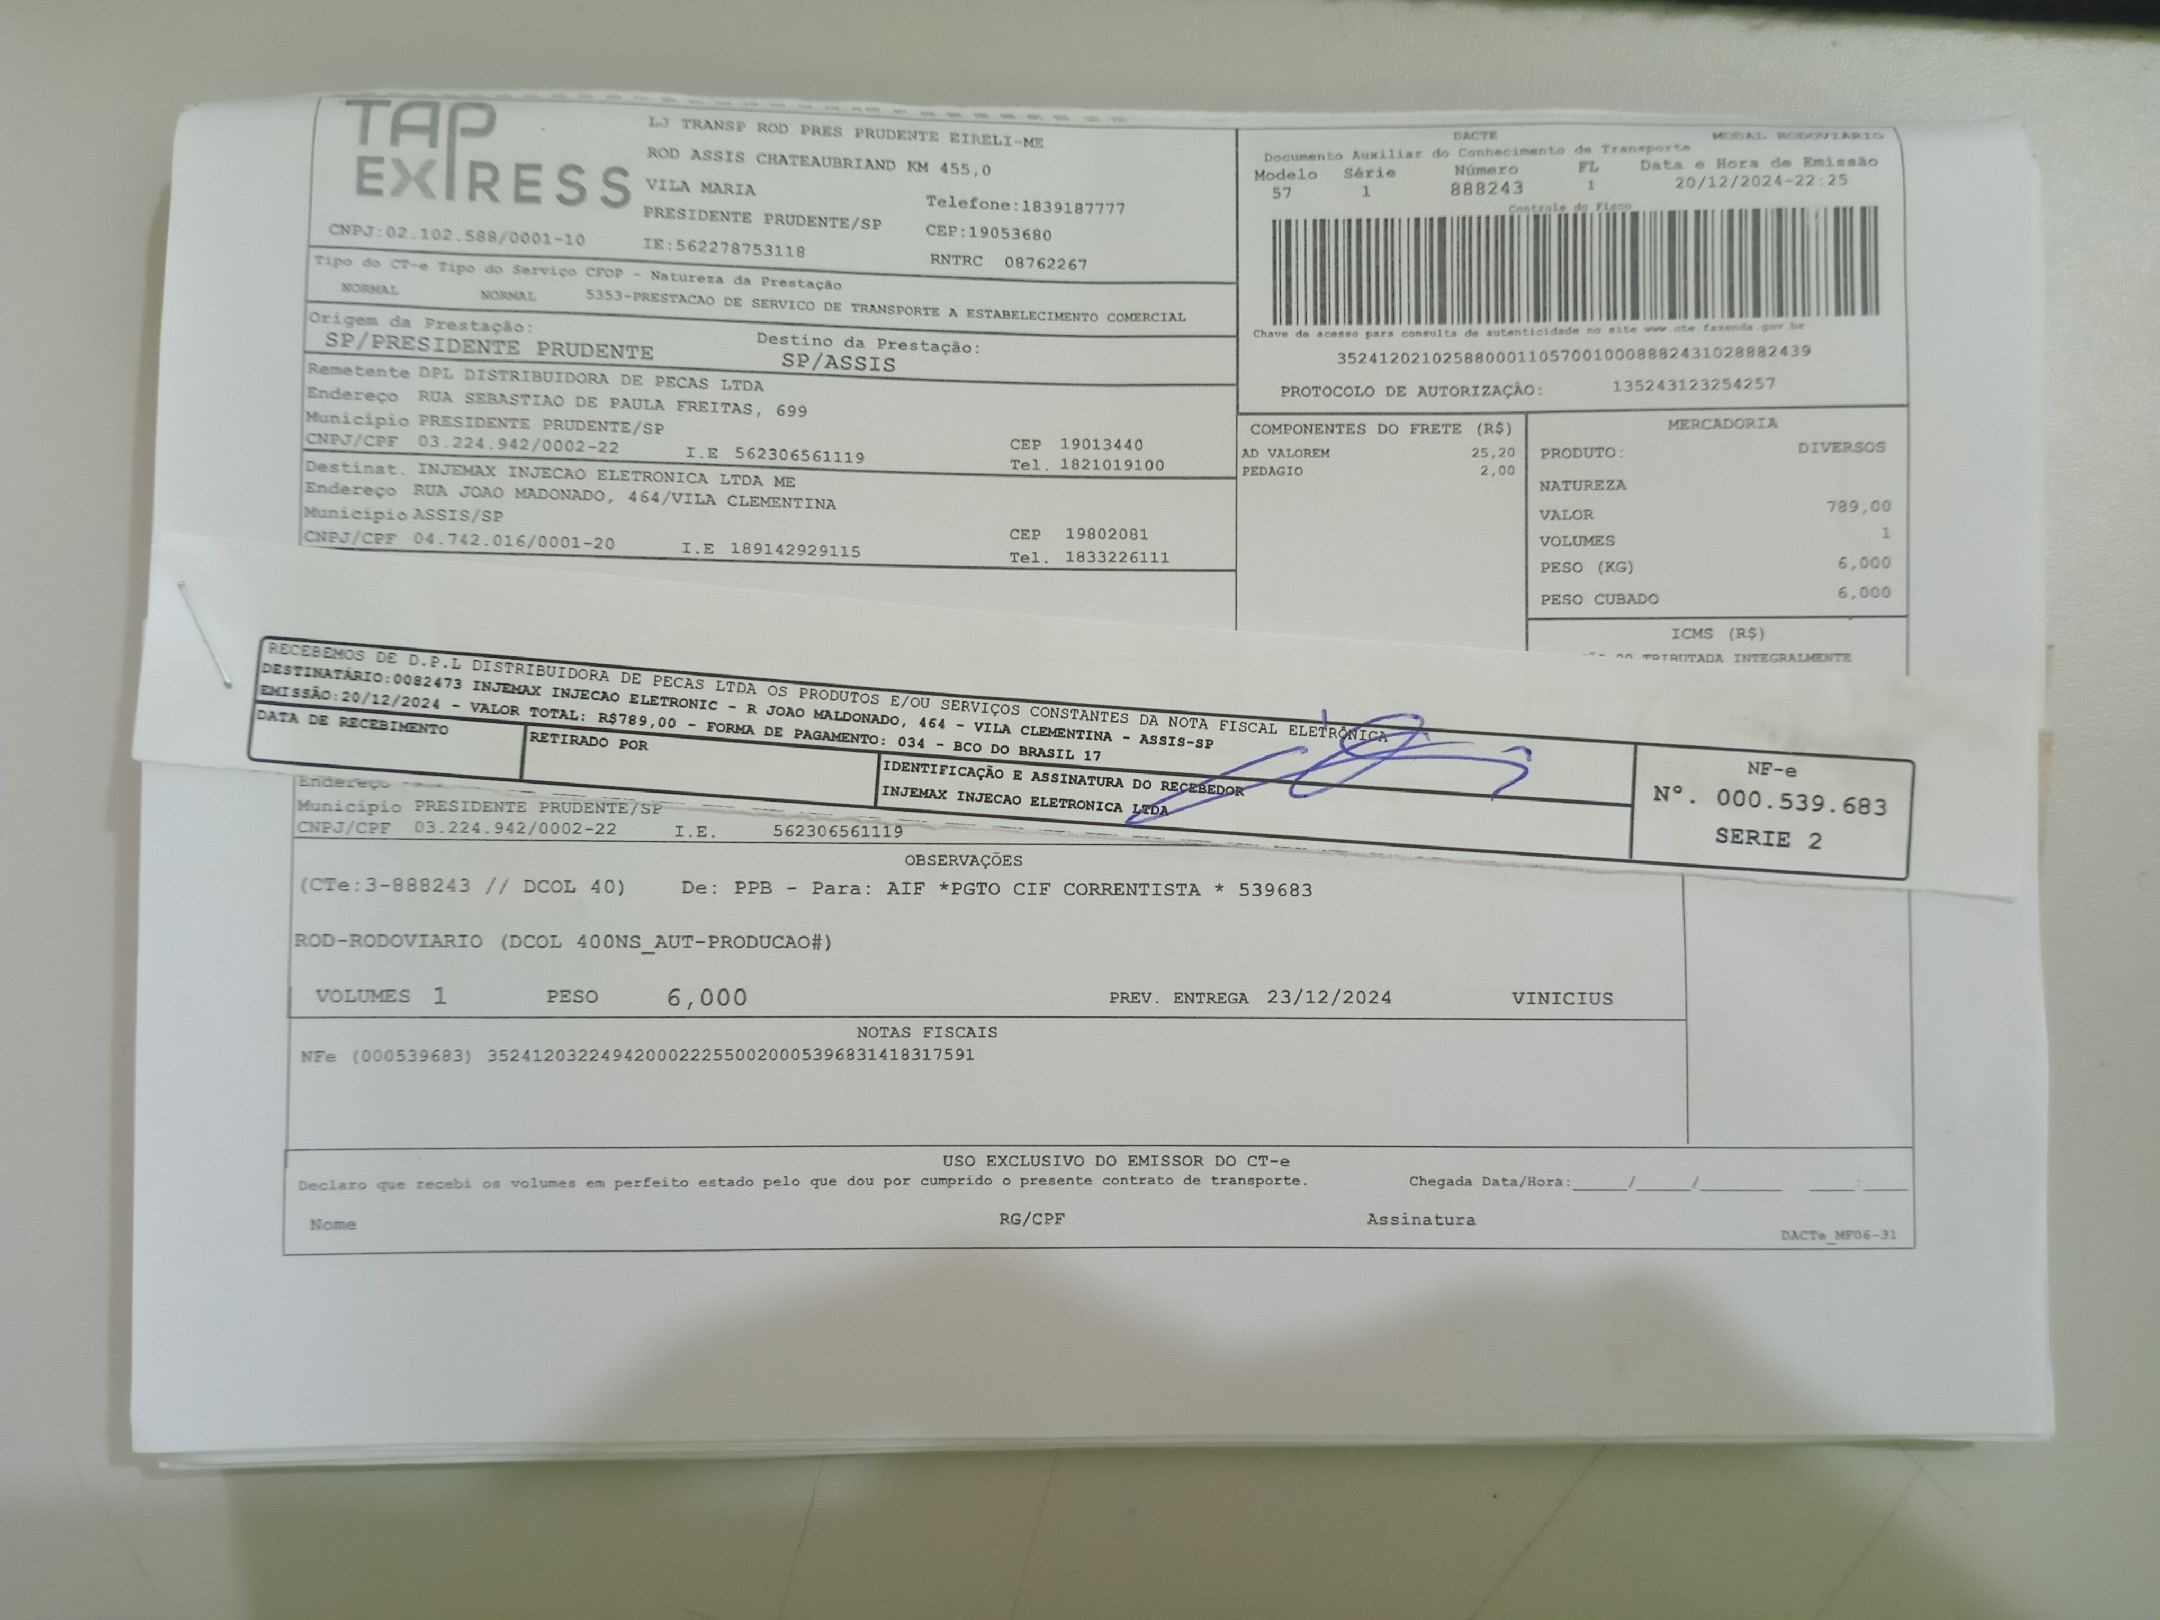 TAP EXPRESS
LJ TRANSP ROD PRES PRUDENTE EIRELI-ME
ROD ASSIS CHATEAUBRIAND KM 455,0
VILA MARIA
PRESIDENTE PRUDENTE/SP
Telefone:1839187777
CEP:19053680
CNPJ:02.102.588/0001-10
IE:562278753118
RNTRC 08762267
DACTE
MODAL RODOVIÁRIO
Documento Auxiliar do Conhecimento de Transporte
Modelo Série Número FL Data e Hora de Emissão
57 1 888243 1 20/12/2024-22:25
Controle do Fisco
Chave de acesso para consulta de autenticidade no site www.cte.fazenda.gov.br
35241202102588000110570010008882431028882439
PROTOCOLO DE AUTORIZAÇÃO: 135243123254257
Tipo do CT-e Tipo do Serviço CFOP - Natureza da Prestação
NORMAL NORMAL 5353-PRESTACAO DE SERVICO DE TRANSPORTE A ESTABELECIMENTO COMERCIAL
Origem da Prestação:
SP/PRESIDENTE PRUDENTE
Destino da Prestação:
SP/ASSIS
Remetente DPL DISTRIBUIDORA DE PECAS LTDA
Endereço RUA SEBASTIAO DE PAULA FREITAS, 699
Município PRESIDENTE PRUDENTE/SP
CEP 19013440
CNPJ/CPF 03.224.942/0002-22 I.E 562306561119
Tel. 1821019100
Destinat. INJEMAX INJECAO ELETRONICA LTDA ME
Endereço RUA JOAO MADONADO, 464/VILA CLEMENTINA
Município ASSIS/SP
CEP 19802081
CNPJ/CPF 04.742.016/0001-20 I.E 189142929115
Tel. 1833226111
COMPONENTES DO FRETE (R$)
AD VALOREM 25,20
PEDAGIO 2,00
MERCADORIA
PRODUTO: DIVERSOS
NATUREZA
VALOR 789,00
VOLUMES 1
PESO (KG) 6,000
PESO CUBADO 6,000
ICMS (R$)
TRIBUTADA INTEGRALMENTE
RECEBEMOS DE D.P.L DISTRIBUIDORA DE PECAS LTDA OS PRODUTOS E/OU SERVIÇOS CONSTANTES DA NOTA FISCAL ELETRÔNICA
DESTINATÁRIO:0082473 INJEMAX INJECAO ELETRONIC - R JOAO MALDONADO, 464 - VILA CLEMENTINA - ASSIS-SP
EMISSÃO:20/12/2024 - VALOR TOTAL: R$789,00 - FORMA DE PAGAMENTO: 034 - BCO DO BRASIL 17
DATA DE RECEBIMENTO
RETIRADO POR
IDENTIFICAÇÃO E ASSINATURA DO RECEBEDOR
INJEMAX INJECAO ELETRONICA LTDA
NF-e
Nº. 000.539.683
SERIE 2
Endereço
Município PRESIDENTE PRUDENTE/SP
CNPJ/CPF 03.224.942/0002-22 I.E. 562306561119
OBSERVAÇÕES
(CTe:3-888243 // DCOL 40) De: PPB - Para: AIF *PGTO CIF CORRENTISTA * 539683
ROD-RODOVIARIO (DCOL 400NS_AUT-PRODUCAO#)
VOLUMES 1 PESO 6,000 PREV. ENTREGA 23/12/2024 VINICIUS
NOTAS FISCAIS
NFe (000539683) 35241203224942000222550020005396831418317591
USO EXCLUSIVO DO EMISSOR DO CT-e
Declaro que recebi os volumes em perfeito estado pelo que dou por cumprido o presente contrato de transporte. Chegada Data/Hora:_____/_____/________ ____:____
Nome RG/CPF Assinatura
DACTe_MF06-31